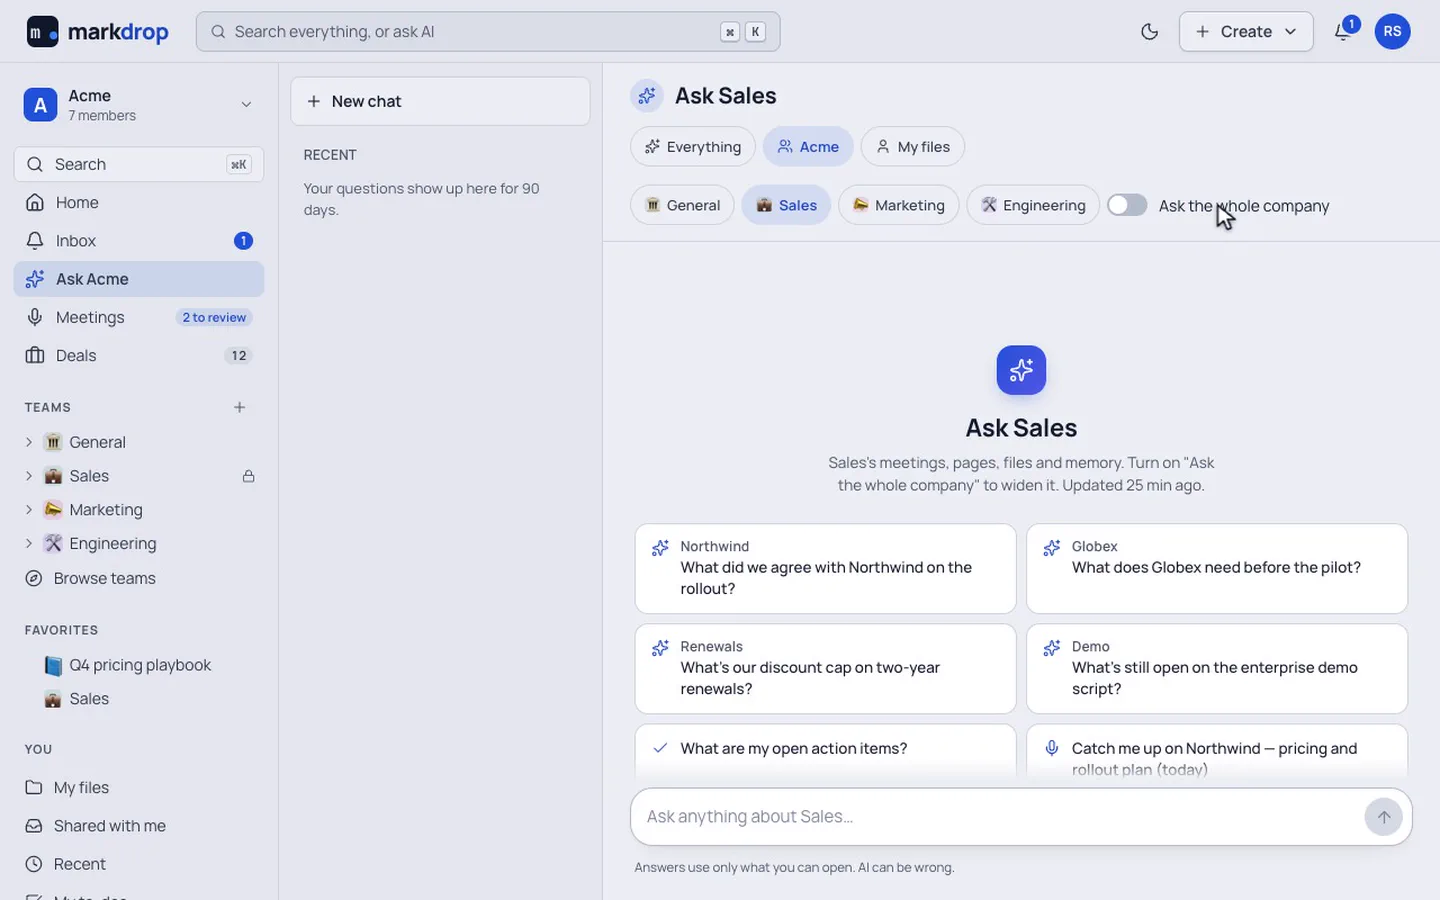 m.
markdrop
Search everything, or ask AI
⌘ K
Create
1
RS
A
Acme
7 members
Search
⌘K
Home
Inbox
1
Ask Acme
Meetings
2 to review
Deals
12
TEAMS
General
Sales
Marketing
Engineering
Browse teams
FAVORITES
Q4 pricing playbook
Sales
YOU
My files
Shared with me
Recent
New chat
RECENT
Your questions show up here for 90
days.
Ask Sales
Everything
Acme
My files
General
Sales
Marketing
Engineering
Ask the whole company
Ask Sales
Sales's meetings, pages, files and memory. Turn on "Ask
the whole company" to widen it. Updated 25 min ago.
Northwind
What did we agree with Northwind on the
rollout?
Globex
What does Globex need before the pilot?
Renewals
What's our discount cap on two-year
renewals?
Demo
What's still open on the enterprise demo
script?
What are my open action items?
Catch me up on Northwind — pricing and
rollout plan (today)
Ask anything about Sales…
Answers use only what you can open. AI can be wrong.